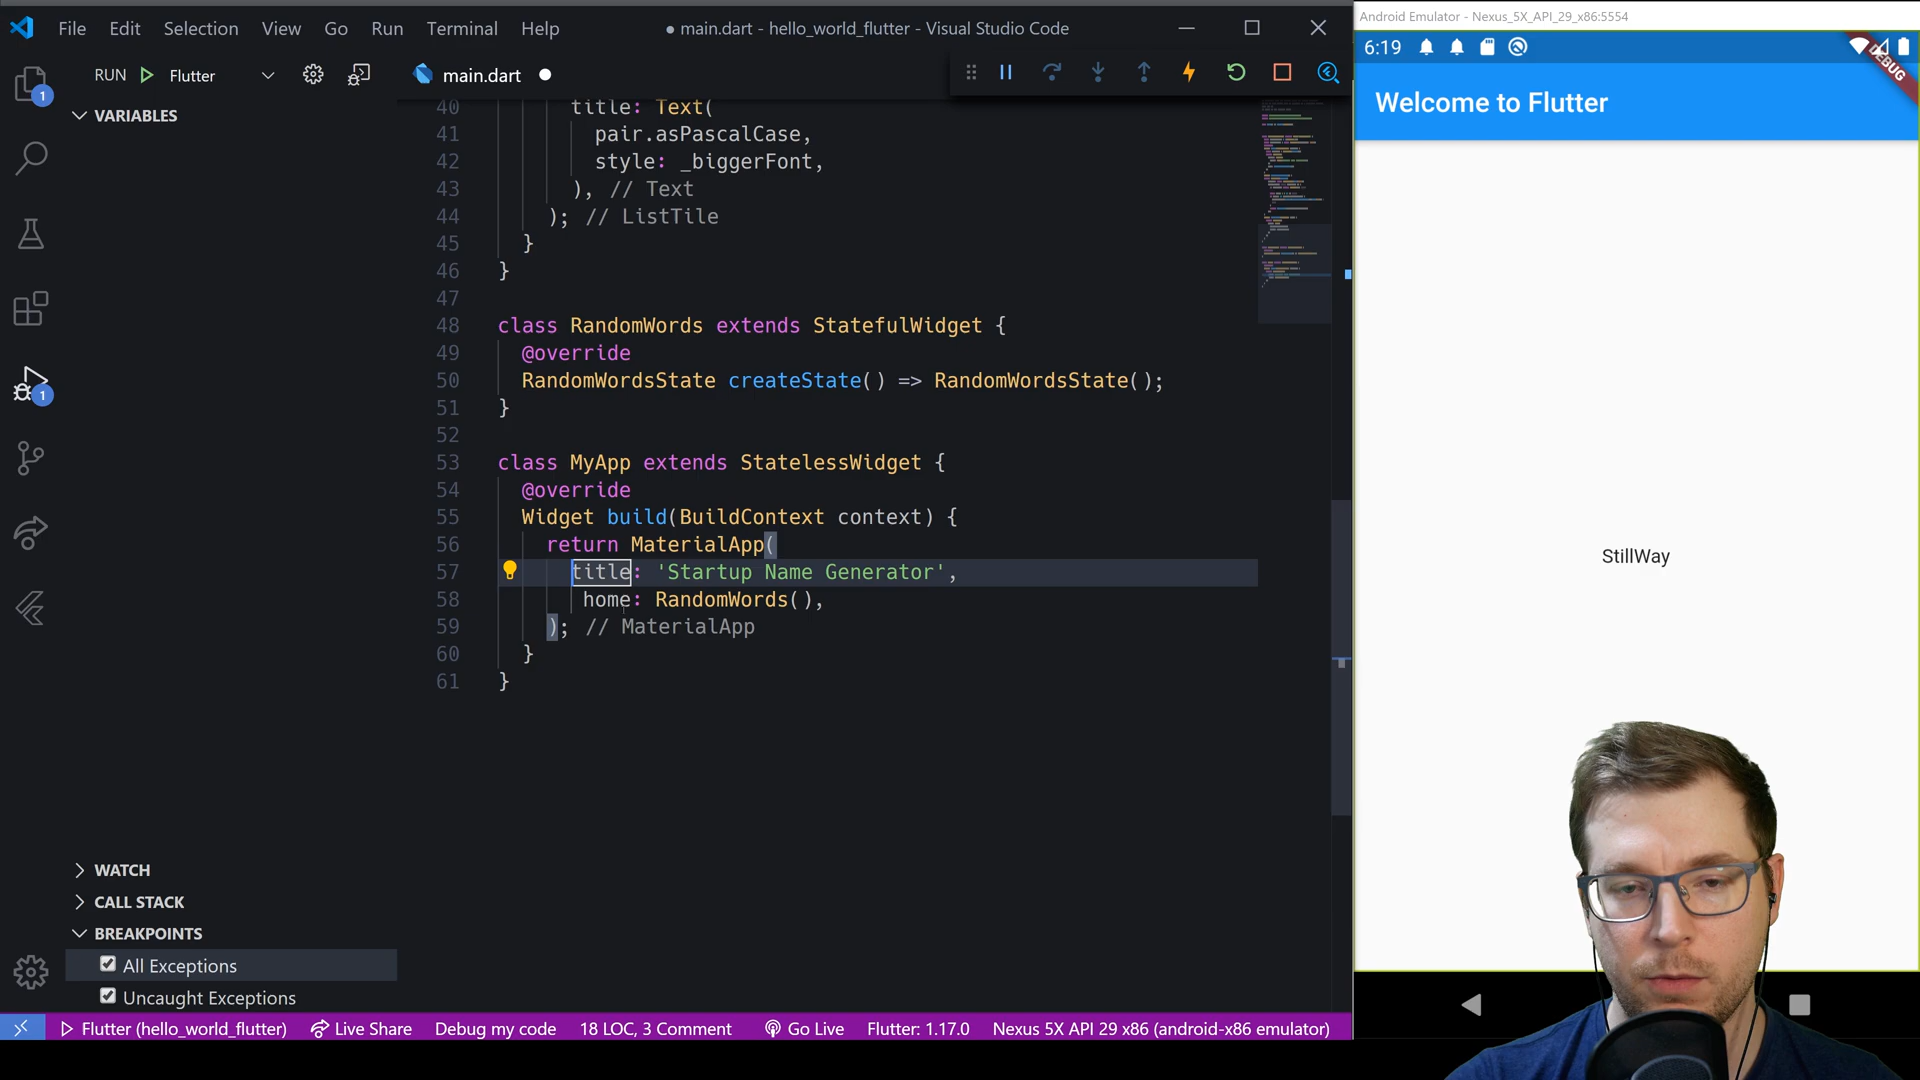 File Edit Selection View Go Run Terminal Help
● main.dart - hello_world_flutter - Visual Studio Code
RUN Flutter
main.dart
VARIABLES
40 title: Text(
41 pair.asPascalCase,
42 style: _biggerFont,
43 ), // Text
44 ); // ListTile
45 }
46 }
47
48 class RandomWords extends StatefulWidget {
49 @override
50 RandomWordsState createState() => RandomWordsState();
51 }
52
53 class MyApp extends StatelessWidget {
54 @override
55 Widget build(BuildContext context) {
56 return MaterialApp(
57 title: 'Startup Name Generator',
58 home: RandomWords(),
59 ); // MaterialApp
60 }
61 }
1
1
WATCH
CALL STACK
BREAKPOINTS
All Exceptions
Uncaught Exceptions
Flutter (hello_world_flutter) Live Share Debug my code 18 LOC, 3 Comment Go Live Flutter: 1.17.0 Nexus 5X API 29 x86 (android-x86 emulator)
Android Emulator - Nexus_5X_API_29_x86:5554
6:19
DEBUG
Welcome to Flutter
StillWay